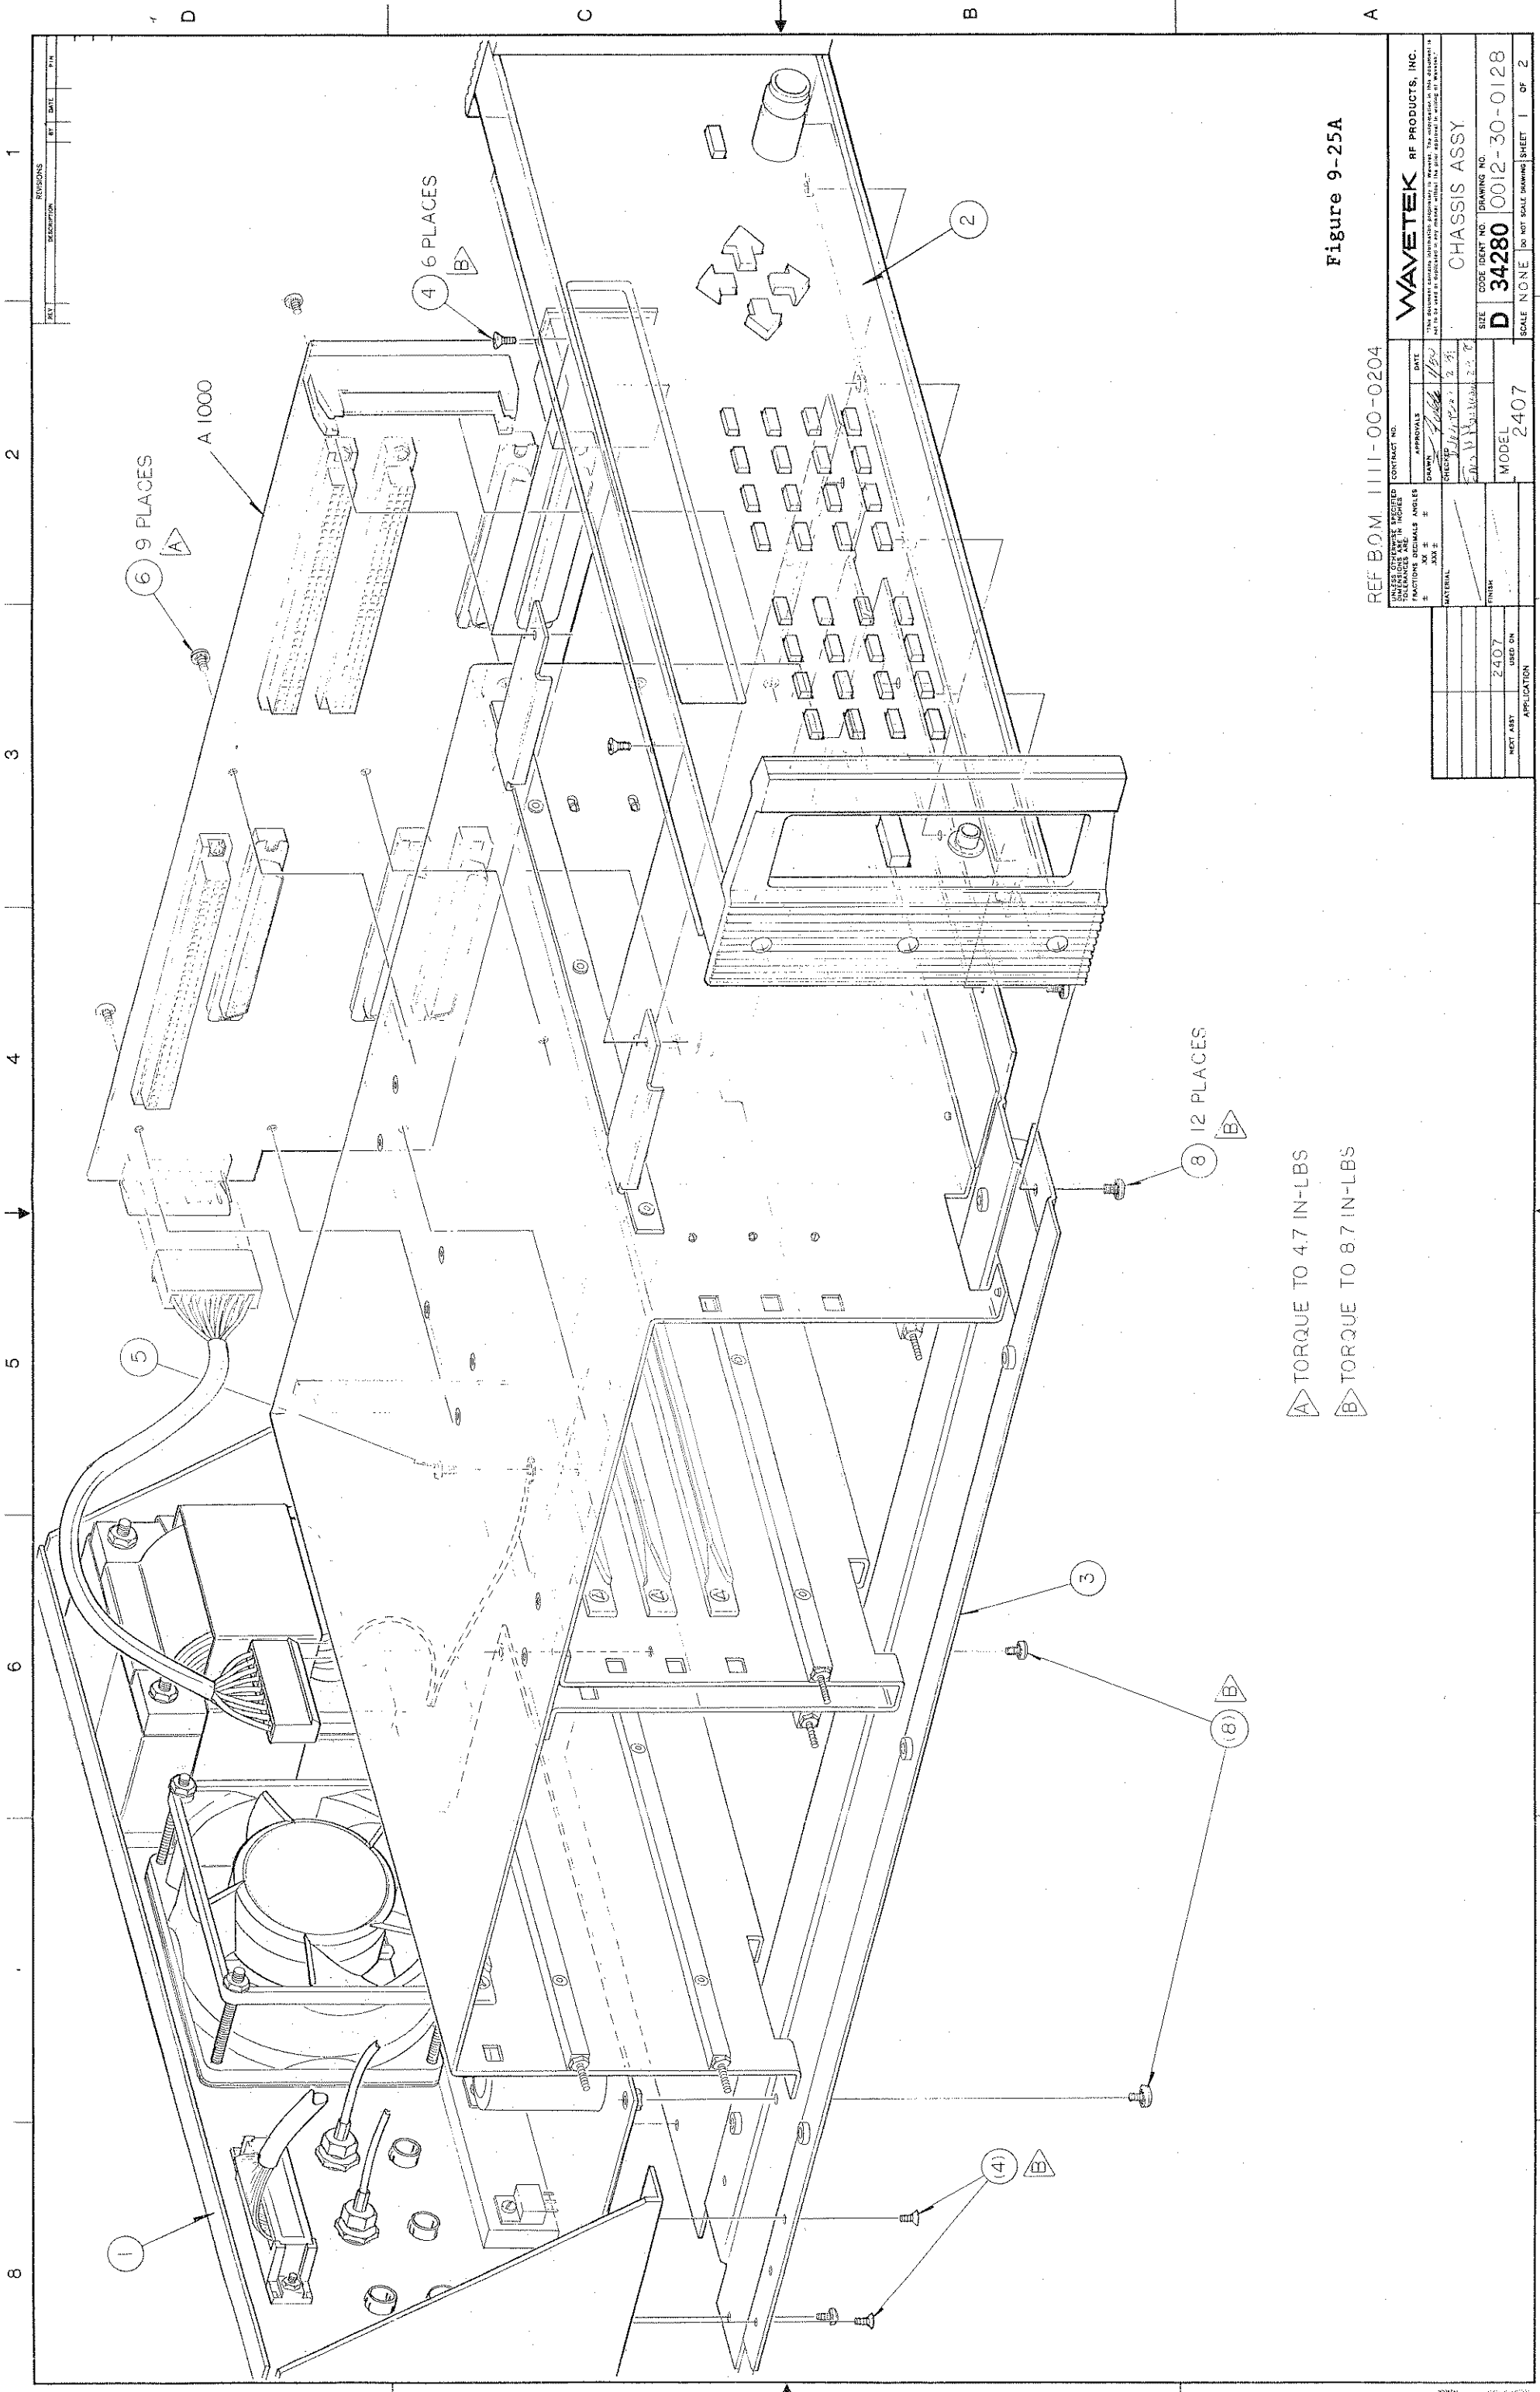 8
6
5
4
3
2
1
D
C
B
A
REVISIONS
REV
DESCRIPTION
BY
DATE
P/N
1
5
6 9 PLACES
A
A1000
4 6 PLACES
B
2
8 12 PLACES
B
3
(8) B
(4) B
A TORQUE TO 4.7 IN-LBS
B TORQUE TO 8.7 IN-LBS
Figure 9-25A
REF B.O.M. 1111-00-0204
UNLESS OTHERWISE SPECIFIED
DIMENSIONS ARE IN INCHES
TOLERANCES ARE:
FRACTIONS DECIMALS ANGLES
± .XX ± ±
.XXX ±
MATERIAL
FINISH
CONTRACT NO.
APPROVALS
DATE
DRAWN
CHECKED
MODEL
2407
WAVETEK RF PRODUCTS, INC.
CHASSIS ASSY.
SIZE
D
CODE IDENT NO.
34280
DRAWING NO.
0012-30-0128
SCALE NONE
DO NOT SCALE DRAWING
SHEET 1 OF 2
2407
NEXT ASSY
USED ON
APPLICATION